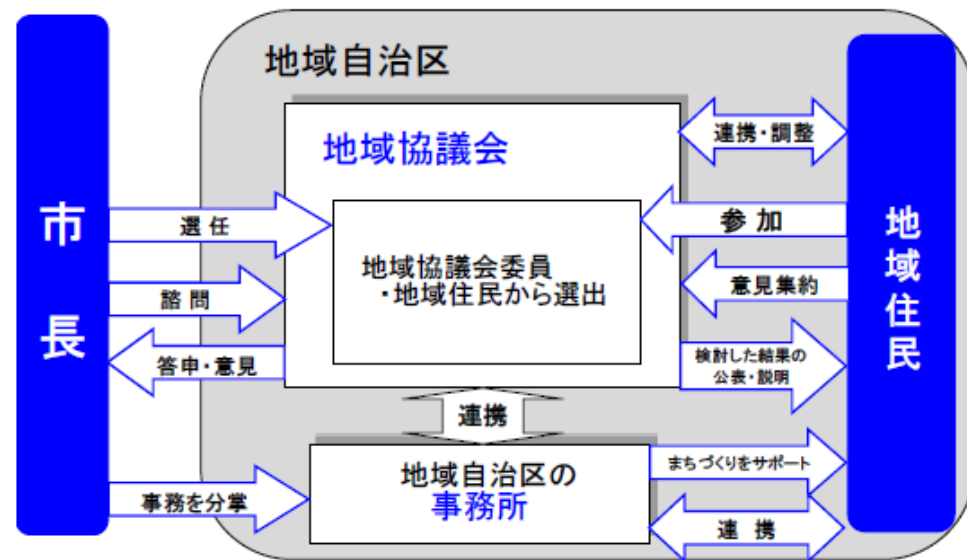 地域自治区
市長
地域住民
地域協議会
連携・調整
選任
参加
地域協議会委員
・地域住民から選出
諮問
意見集約
答申・意見
検討した結果の
公表・説明
連携
地域自治区の
事務所
まちづくりをサポート
事務を分掌
連携